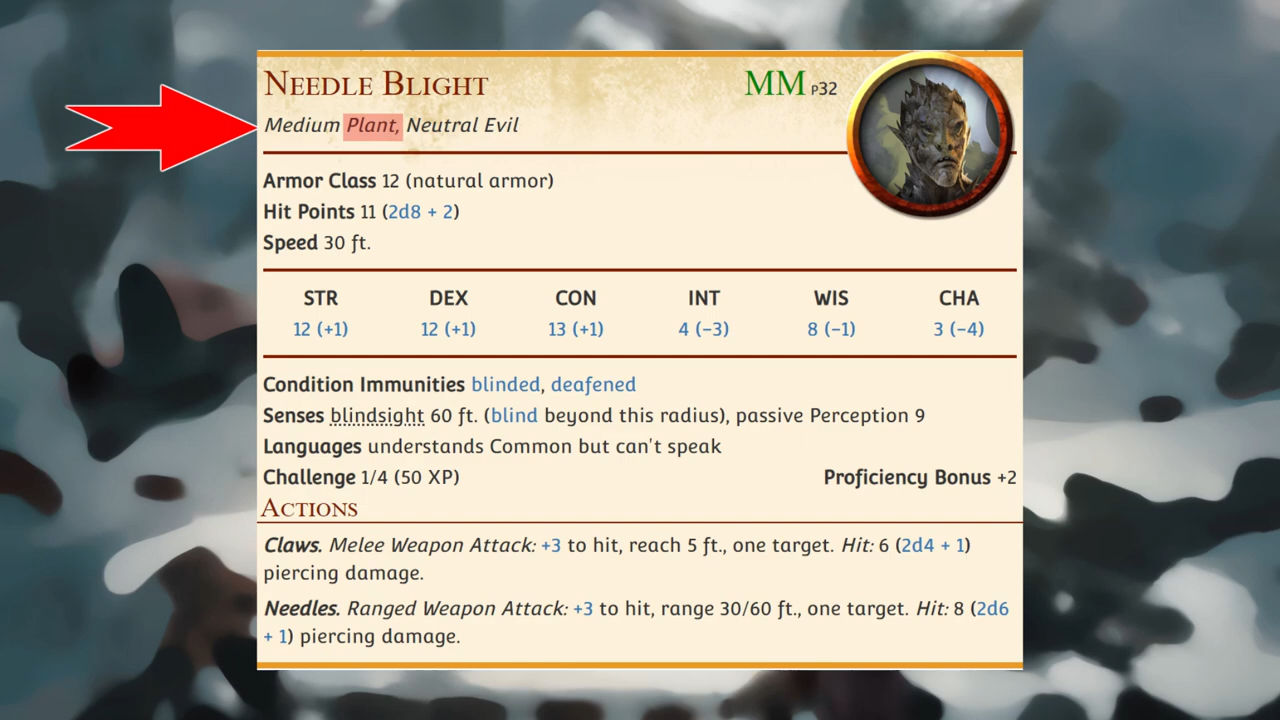 Needle Blight MM p32
Medium Plant, Neutral Evil
Armor Class 12 (natural armor)
Hit Points 11 (2d8 + 2)
Speed 30 ft.
STR DEX CON INT WIS CHA
12 (+1) 12 (+1) 13 (+1) 4 (−3) 8 (−1) 3 (−4)
Condition Immunities blinded, deafened
Senses blindsight 60 ft. (blind beyond this radius), passive Perception 9
Languages understands Common but can't speak
Challenge 1/4 (50 XP) Proficiency Bonus +2
Actions
Claws. Melee Weapon Attack: +3 to hit, reach 5 ft., one target. Hit: 6 (2d4 + 1)
piercing damage.
Needles. Ranged Weapon Attack: +3 to hit, range 30/60 ft., one target. Hit: 8 (2d6
+ 1) piercing damage.